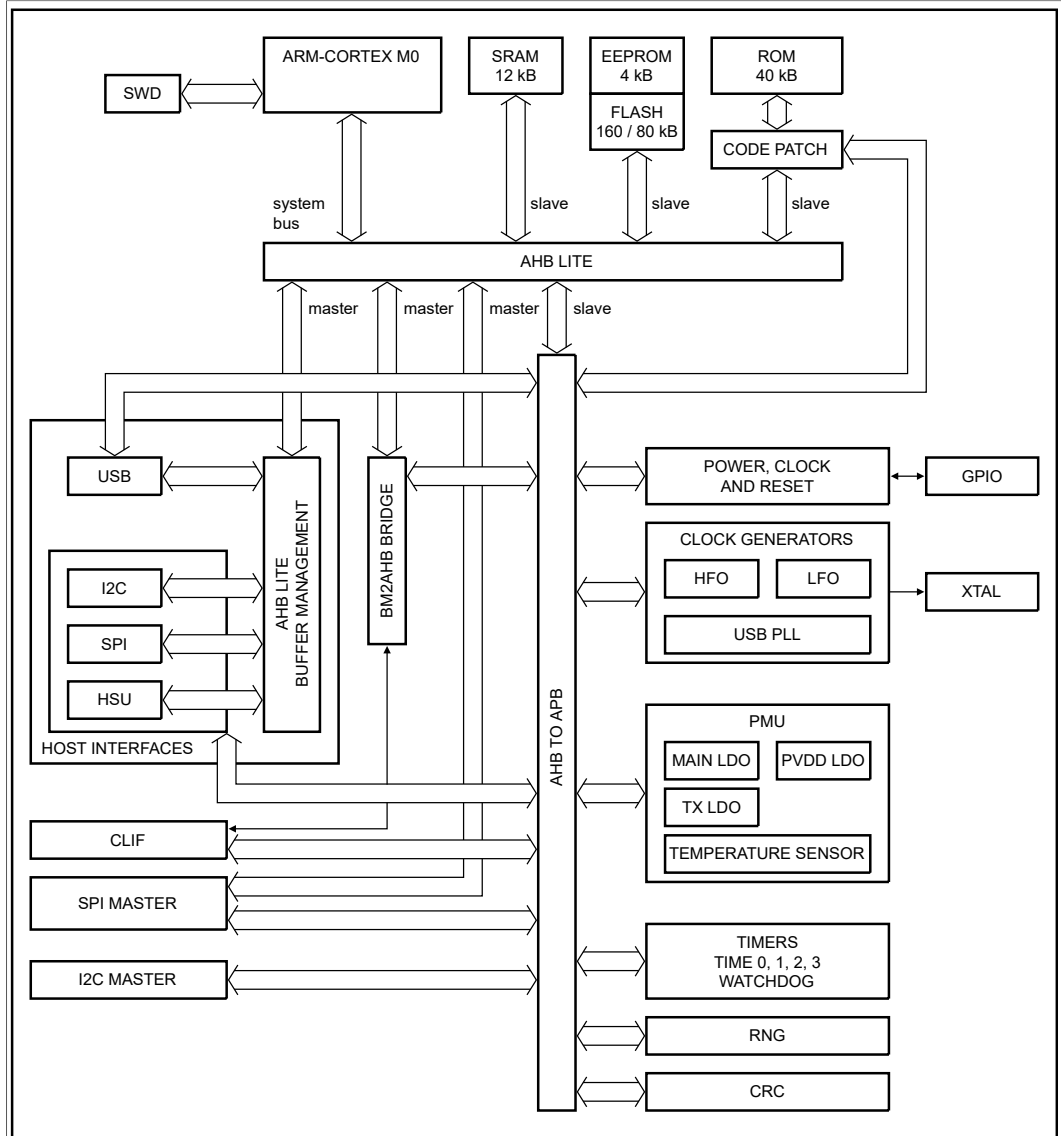 ARM-CORTEX M0
SRAM
12 kB
EEPROM
4 kB
ROM
40 kB
SWD
FLASH
160 / 80 kB
CODE PATCH
system
bus
slave
slave
slave
AHB LITE
master
master
master
slave
USB
AHB LITE
BUFFER MANAGEMENT
BM2AHB BRIDGE
AHB TO APB
POWER, CLOCK
AND RESET
GPIO
CLOCK GENERATORS
HFO
LFO
USB PLL
XTAL
I2C
SPI
HSU
HOST INTERFACES
PMU
MAIN LDO
PVDD LDO
TX LDO
TEMPERATURE SENSOR
CLIF
SPI MASTER
I2C MASTER
TIMERS
TIME 0, 1, 2, 3
WATCHDOG
RNG
CRC